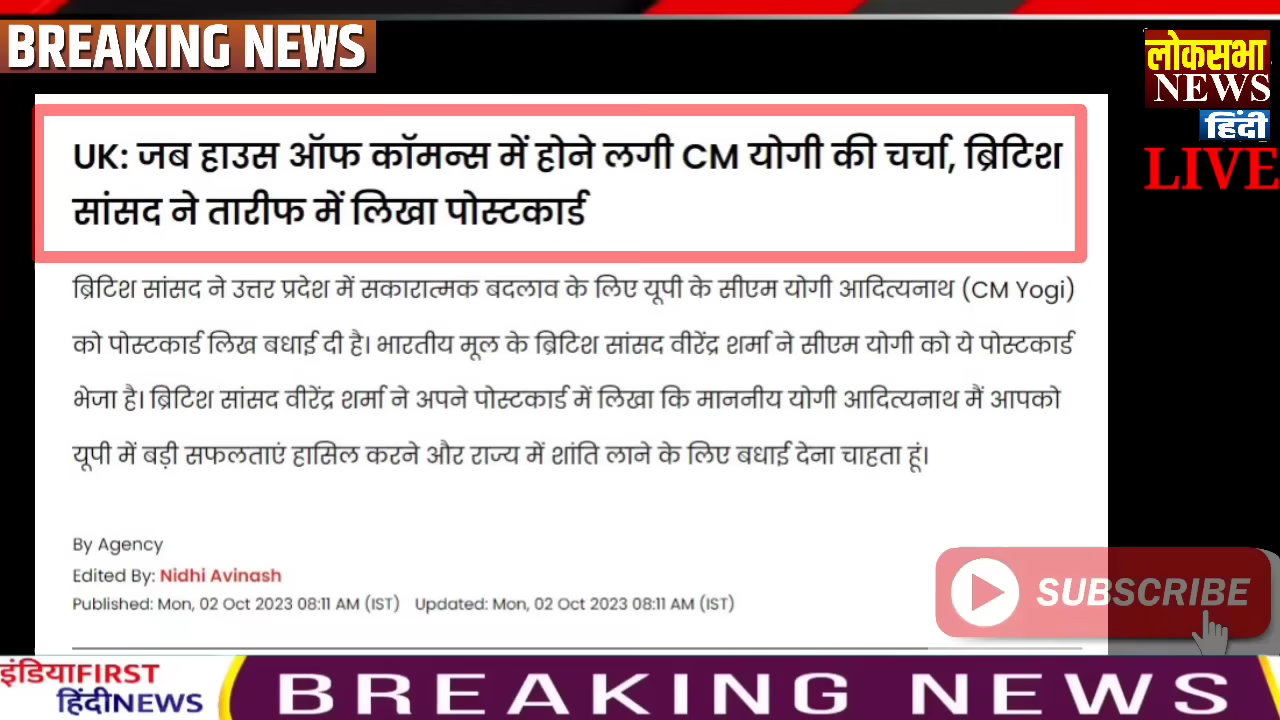 BREAKING NEWS
लोकसभा
NEWS
हिंदी
LIVE
UK: जब हाउस ऑफ कॉमन्स में होने लगी CM योगी की चर्चा, ब्रिटिश
सांसद ने तारीफ में लिखा पोस्टकार्ड
ब्रिटिश सांसद ने उत्तर प्रदेश में सकारात्मक बदलाव के लिए यूपी के सीएम योगी आदित्यनाथ (CM Yogi)
को पोस्टकार्ड लिख बधाई दी है। भारतीय मूल के ब्रिटिश सांसद वीरेंद्र शर्मा ने सीएम योगी को ये पोस्टकार्ड
भेजा है। ब्रिटिश सांसद वीरेंद्र शर्मा ने अपने पोस्टकार्ड में लिखा कि माननीय योगी आदित्यनाथ मैं आपको
यूपी में बड़ी सफलताएं हासिल करने और राज्य में शांति लाने के लिए बधाई देना चाहता हूं।
By Agency
Edited By: Nidhi Avinash
Published: Mon, 02 Oct 2023 08:11 AM (IST) Updated: Mon, 02 Oct 2023 08:11 AM (IST)
SUBSCRIBE
इंडियाFIRST
हिंदीNEWS
BREAKING NEWS